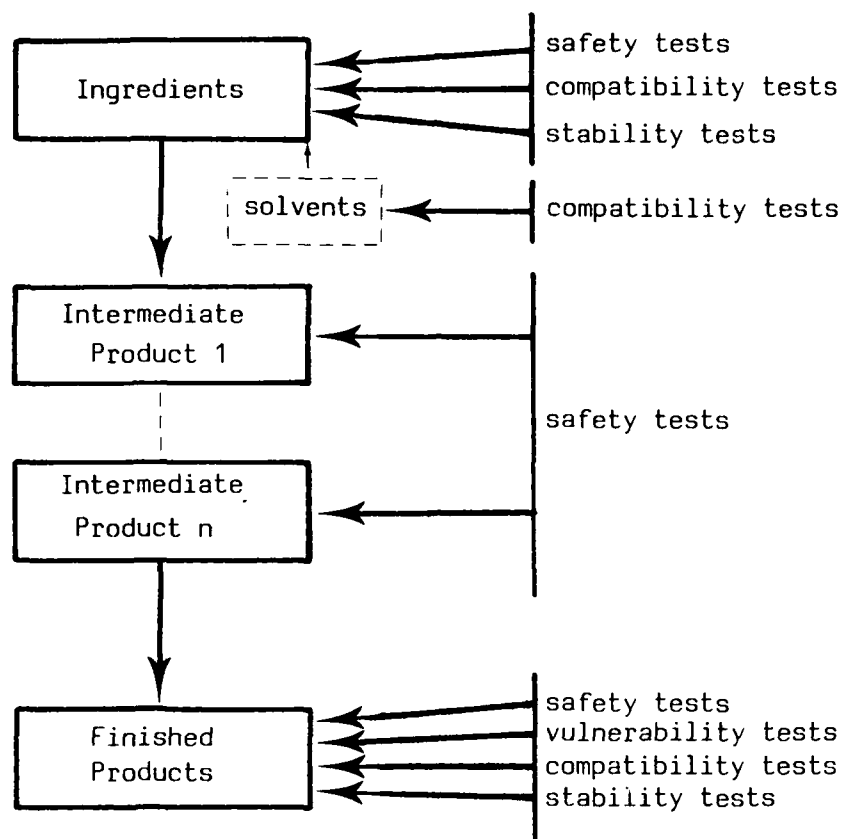 safety tests
Ingredients
compatibility tests
stability tests
solvents
compatibility tests
Intermediate
Product 1
safety tests
Intermediate
Product n
safety tests
Finished
vulnerability tests
Products
compatibility tests
stability tests